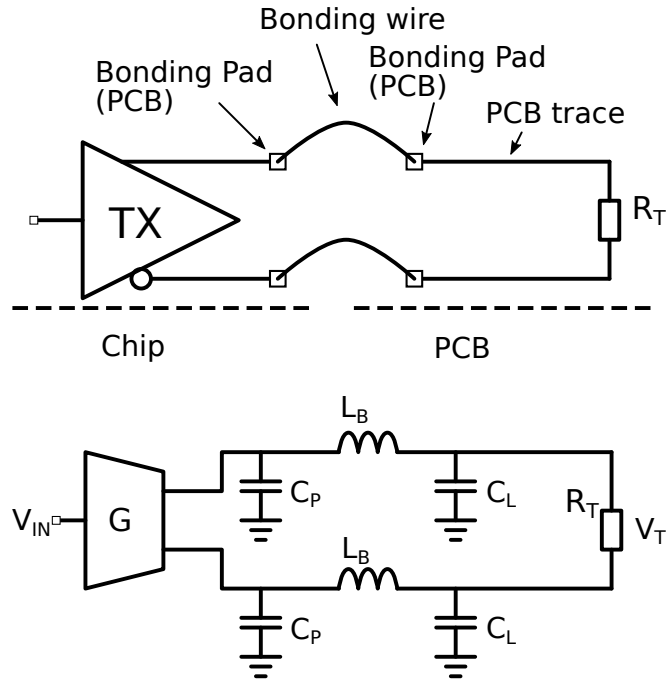 Bonding wire
Bonding Pad
(PCB)
Bonding Pad
(PCB)
PCB trace
TX
R_T
Chip
PCB
L_B
C_P
C_L
V_IN
G
R_T
V_T
L_B
C_P
C_L